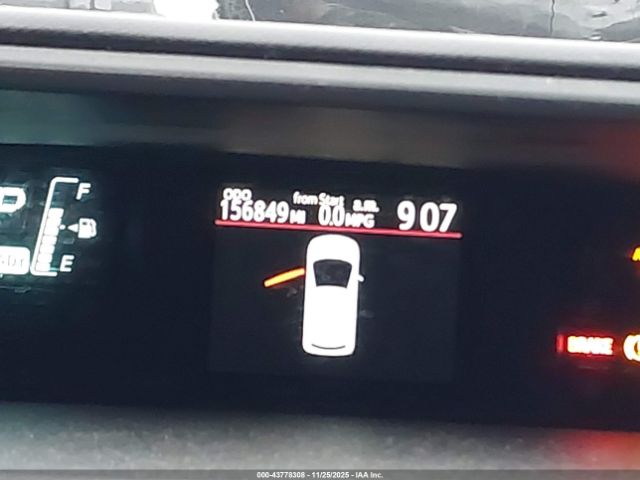 ODO from Start a.m.
156849 MI 0.0 MPG 9 07
P
F
E
BRAKE
000-43778308 - 11/25/2025 - IAA Inc.